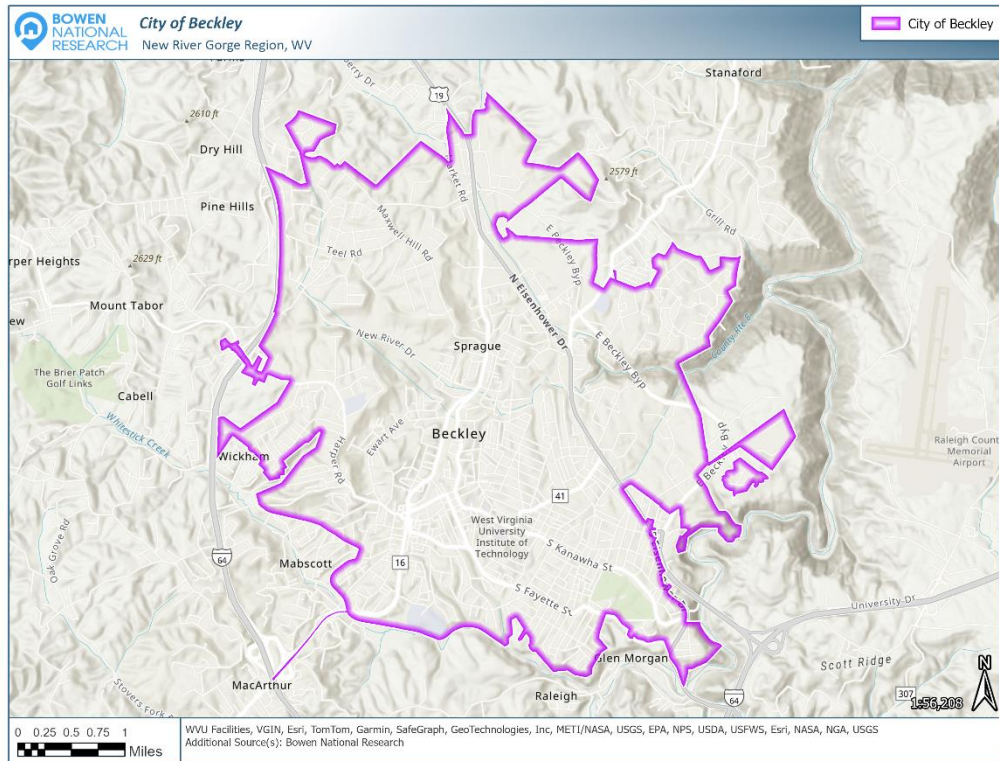 BOWEN
NATIONAL
RESEARCH
City of Beckley
New River Gorge Region, WV
City of Beckley
Stanaford
19
2610 ft
Dry Hill
Market Rd
2579 ft
Pine Hills
Maxwell Hill Rd
Grill Rd
Teel Rd
E Beckley Byp
rper Heights
2629 ft
Mount Tabor
N Eisenhower Dr
County Rte 8
ew
New River Dr
Sprague
E Beckley Byp
The Brier Patch
Golf Links
Cabell
Whitestick Creek
Ewart Ave
Harper Rd
Beckley
Wickham
Raleigh Count
Memorial
Airport
41
West Virginia
University
Institute of
Technology
Oak Grove Rd
64
Mabscott
16
S Kanawha St
S Fayette St
University Dr
Glen Morgan
Scott Ridge
MacArthur
Raleigh
Stovers Fork
64
307
N
1:56,208
0 0.25 0.5 0.75 1
Miles
WVU Facilities, VGIN, Esri, TomTom, Garmin, SafeGraph, GeoTechnologies, Inc, METI/NASA, USGS, EPA, NPS, USDA, USFWS, Esri, NASA, NGA, USGS
Additional Source(s): Bowen National Research